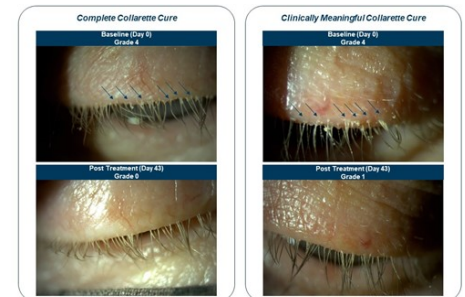 Complete Collarette Cure
Baseline (Day 0)
Grade 4
Post Treatment (Day 43)
Grade 0
Clinically Meaningful Collarette Cure
Baseline (Day 0)
Grade 4
Post Treatment (Day 43)
Grade 1